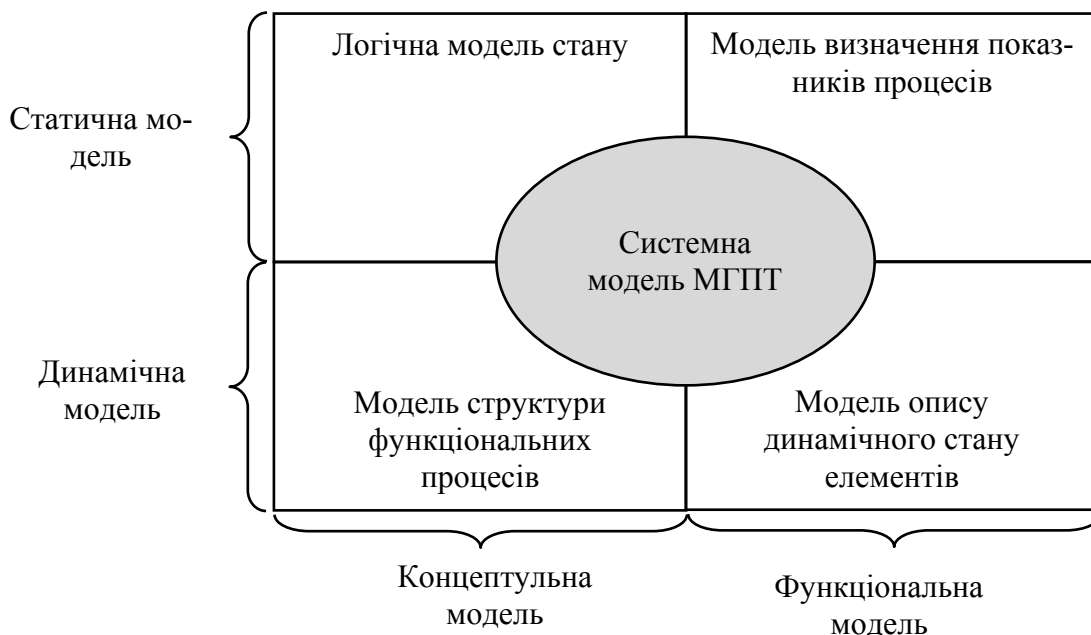 Логічна модель стану
Модель визначення показ-
ників процесів
Статична мо-
дель
Системна
модель МГПТ
Динамічна
модель
Модель структури
функціональних
процесів
Модель опису
динамічного стану
елементів
Концептульна
модель
Функціональна
модель